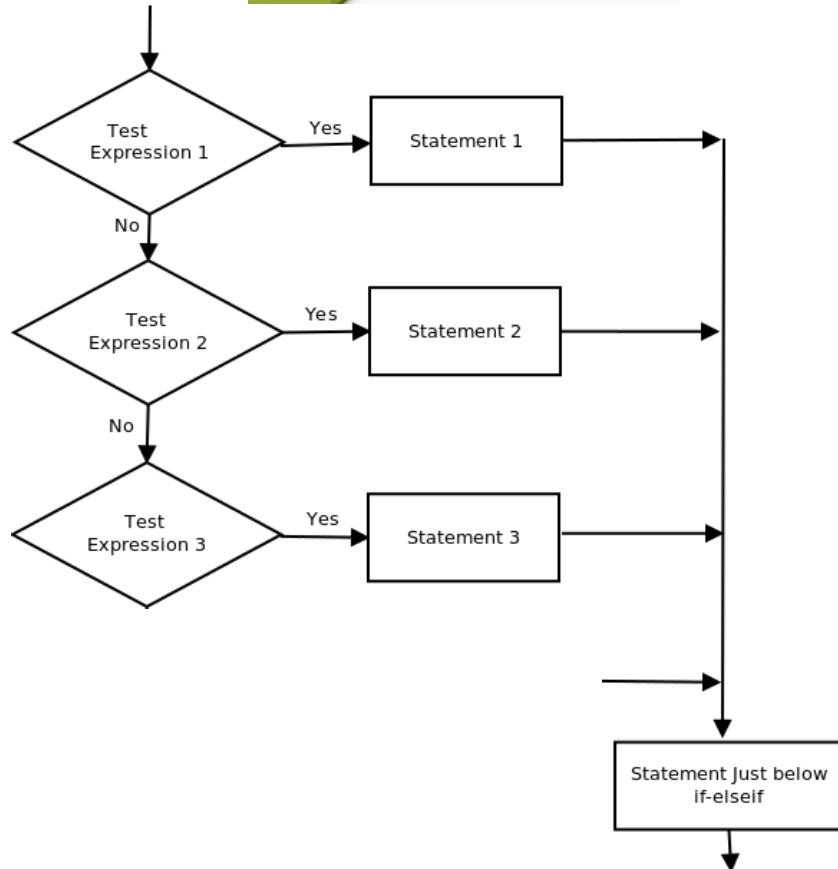 Test
Expression 1
Yes
Statement 1
No
Test
Expression 2
Yes
Statement 2
No
Test
Expression 3
Yes
Statement 3
Statement Just below
if-elseif